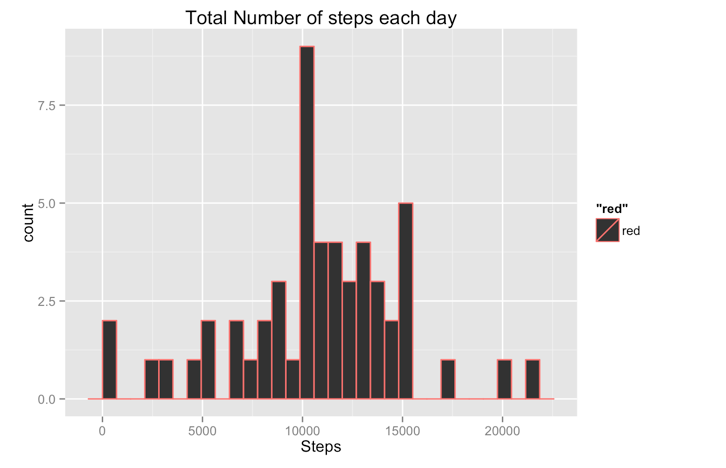 Total Number of steps each day
7.5
5.0
2.5
0.0
count
0 5000 10000 15000 20000
Steps
"red"
red